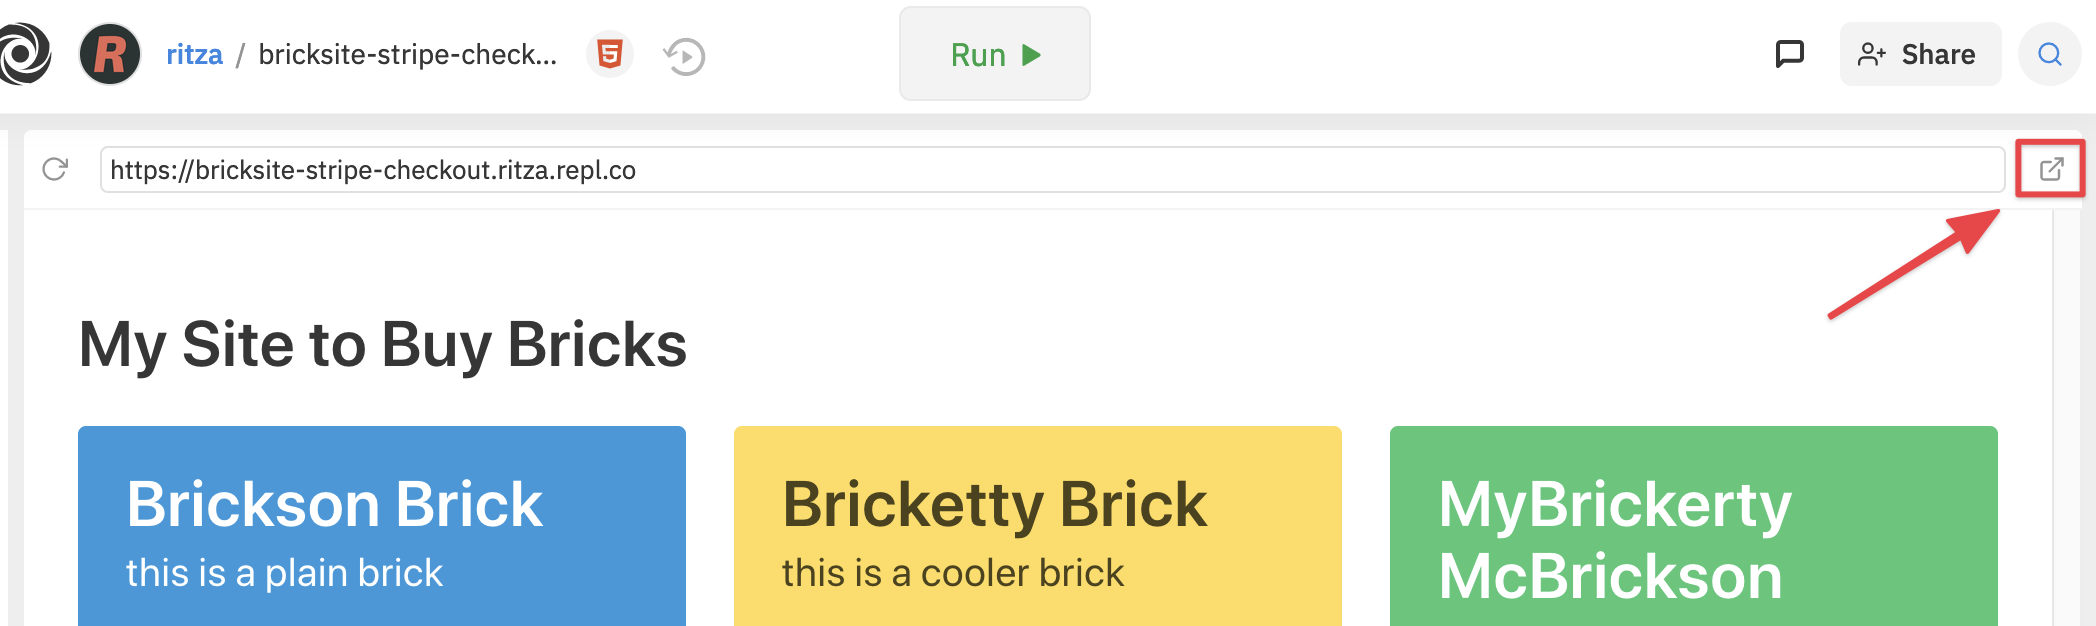 R ritza / bricksite-stripe-check... 5 Run Share
https://bricksite-stripe-checkout.ritza.repl.co
My Site to Buy Bricks
Brickson Brick
this is a plain brick
Bricketty Brick
this is a cooler brick
MyBrickerty
McBrickson